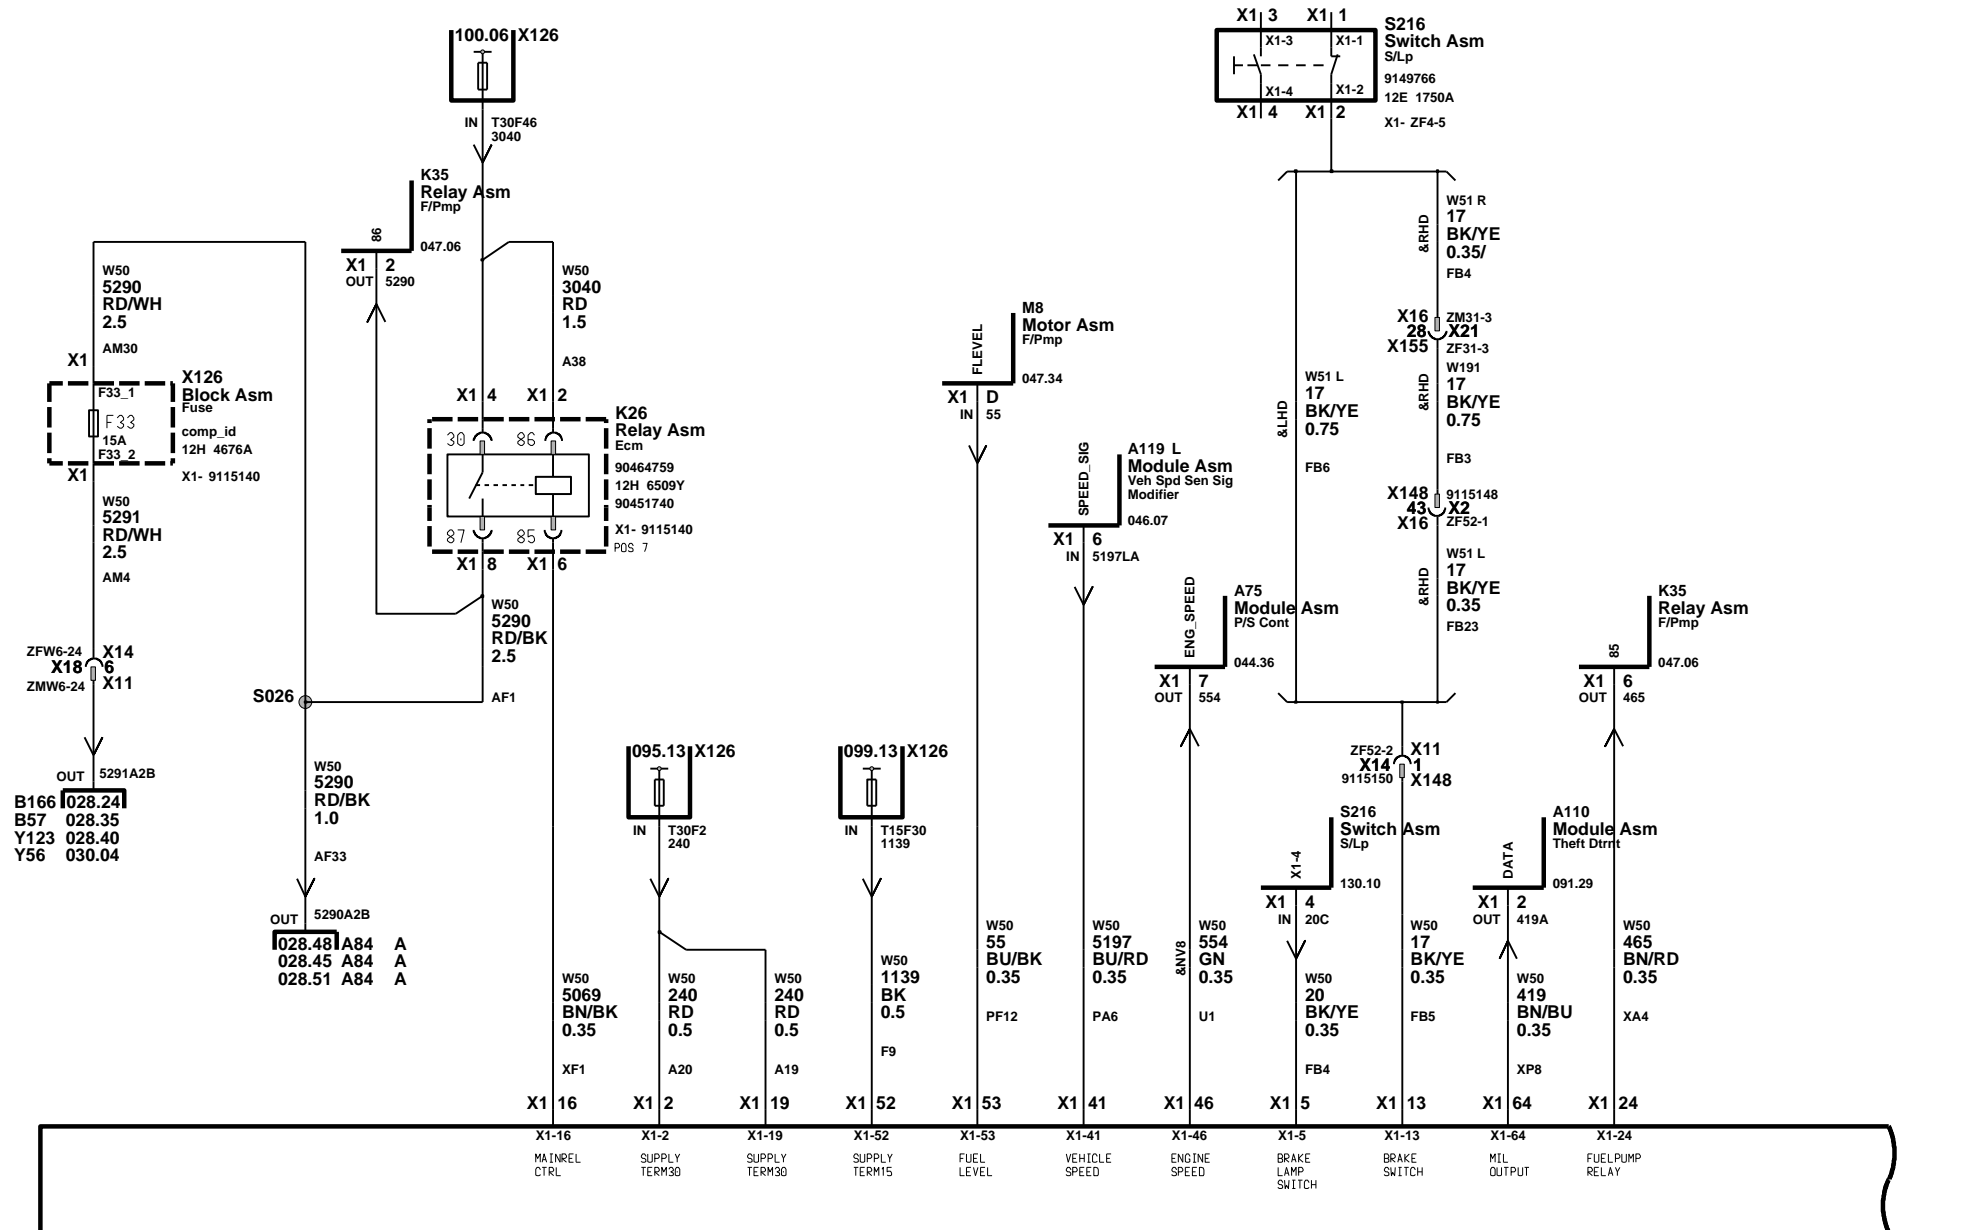 X1 3 X1 1
S216
Switch Asm
S/Lp
X1-3 X1-1
X1-4 X1-2
9149766
12E 1750A
X1 4 X1 2
X1- ZF4-5
100.06 X126
IN T30F46
3040
K35
Relay Asm
F/Pmp
86
047.06
X1 2
OUT 5290
W50
5290
RD/WH
2.5
AM30
X1
X126
Block Asm
Fuse
comp_id
12H 4676A
X1- 9115140
F33_1
F33
15A
F33_2
X1
W50
5291
RD/WH
2.5
AM4
ZFW6-24 X14
X18 6
ZMW6-24 X11
OUT 5291A2B
B166 028.24
B57 028.35
Y123 028.40
Y56 030.04
W50
3040
RD
1.5
A38
X1 4 X1 2
K26
Relay Asm
Ecm
90464759
12H 6509Y
90451740
X1- 9115140
POS 7
30 86
87 85
X1 8 X1 6
W50
5290
RD/BK
2.5
AF1
S026
W50
5290
RD/BK
1.0
AF33
OUT 5290A2B
028.48 A84 A
028.45 A84 A
028.51 A84 A
095.13 X126
IN T30F2
240
099.13 X126
IN T15F30
1139
M8
Motor Asm
F/Pmp
FLEVEL
047.34
X1 D
IN 55
A119 L
Module Asm
Veh Spd Sen Sig
Modifier
SPEED_SIG
046.07
X1 6
IN 5197LA
A75
Module Asm
P/S Cont
ENG_SPEED
044.36
X1 7
OUT 554
&LHD
W51 L
17
BK/YE
0.75
FB6
&RHD
W51 R
17
BK/YE
0.35/
FB4
X16 ZM31-3
28 X21
X155 ZF31-3
&RHD
W191
17
BK/YE
0.75
FB3
X148 9115148
43 X2
X16 ZF52-1
&RHD
W51 L
17
BK/YE
0.35
FB23
ZF52-2 X11
X14 1
9115150 X148
S216
Switch Asm
S/Lp
X1-4
130.10
X1 4
IN 20C
A110
Module Asm
Theft Dtrnt
DATA
091.29
X1 2
OUT 419A
K35
Relay Asm
F/Pmp
85
047.06
X1 6
OUT 465
W50
5069
BN/BK
0.35
XF1
W50
240
RD
0.5
A20
W50
240
RD
0.5
A19
W50
1139
BK
0.5
F9
W50
55
BU/BK
0.35
PF12
W50
5197
BU/RD
0.35
PA6
&NV8
W50
554
GN
0.35
U1
W50
20
BK/YE
0.35
FB4
W50
17
BK/YE
0.35
FB5
W50
419
BN/BU
0.35
XP8
W50
465
BN/RD
0.35
XA4
X1 16 X1 2 X1 19 X1 52 X1 53 X1 41 X1 46 X1 5 X1 13 X1 64 X1 24
X1-16 X1-2 X1-19 X1-52 X1-53 X1-41 X1-46 X1-5 X1-13 X1-64 X1-24
MAINREL SUPPLY SUPPLY SUPPLY FUEL VEHICLE ENGINE BRAKE BRAKE MIL FUELPUMP
CTRL TERM30 TERM30 TERM15 LEVEL SPEED SPEED LAMP SWITCH OUTPUT RELAY
SWITCH